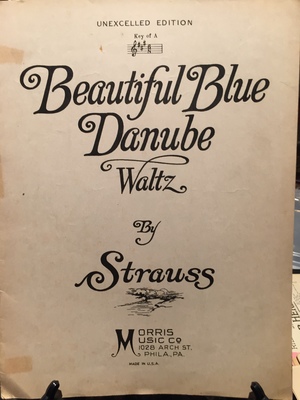 UNEXCELLED EDITION
Key of A
Beautiful Blue
Danube
Waltz
By
Strauss
MORRIS
MUSIC CO
1028 ARCH ST.
PHILA., PA.
MADE IN U.S.A.